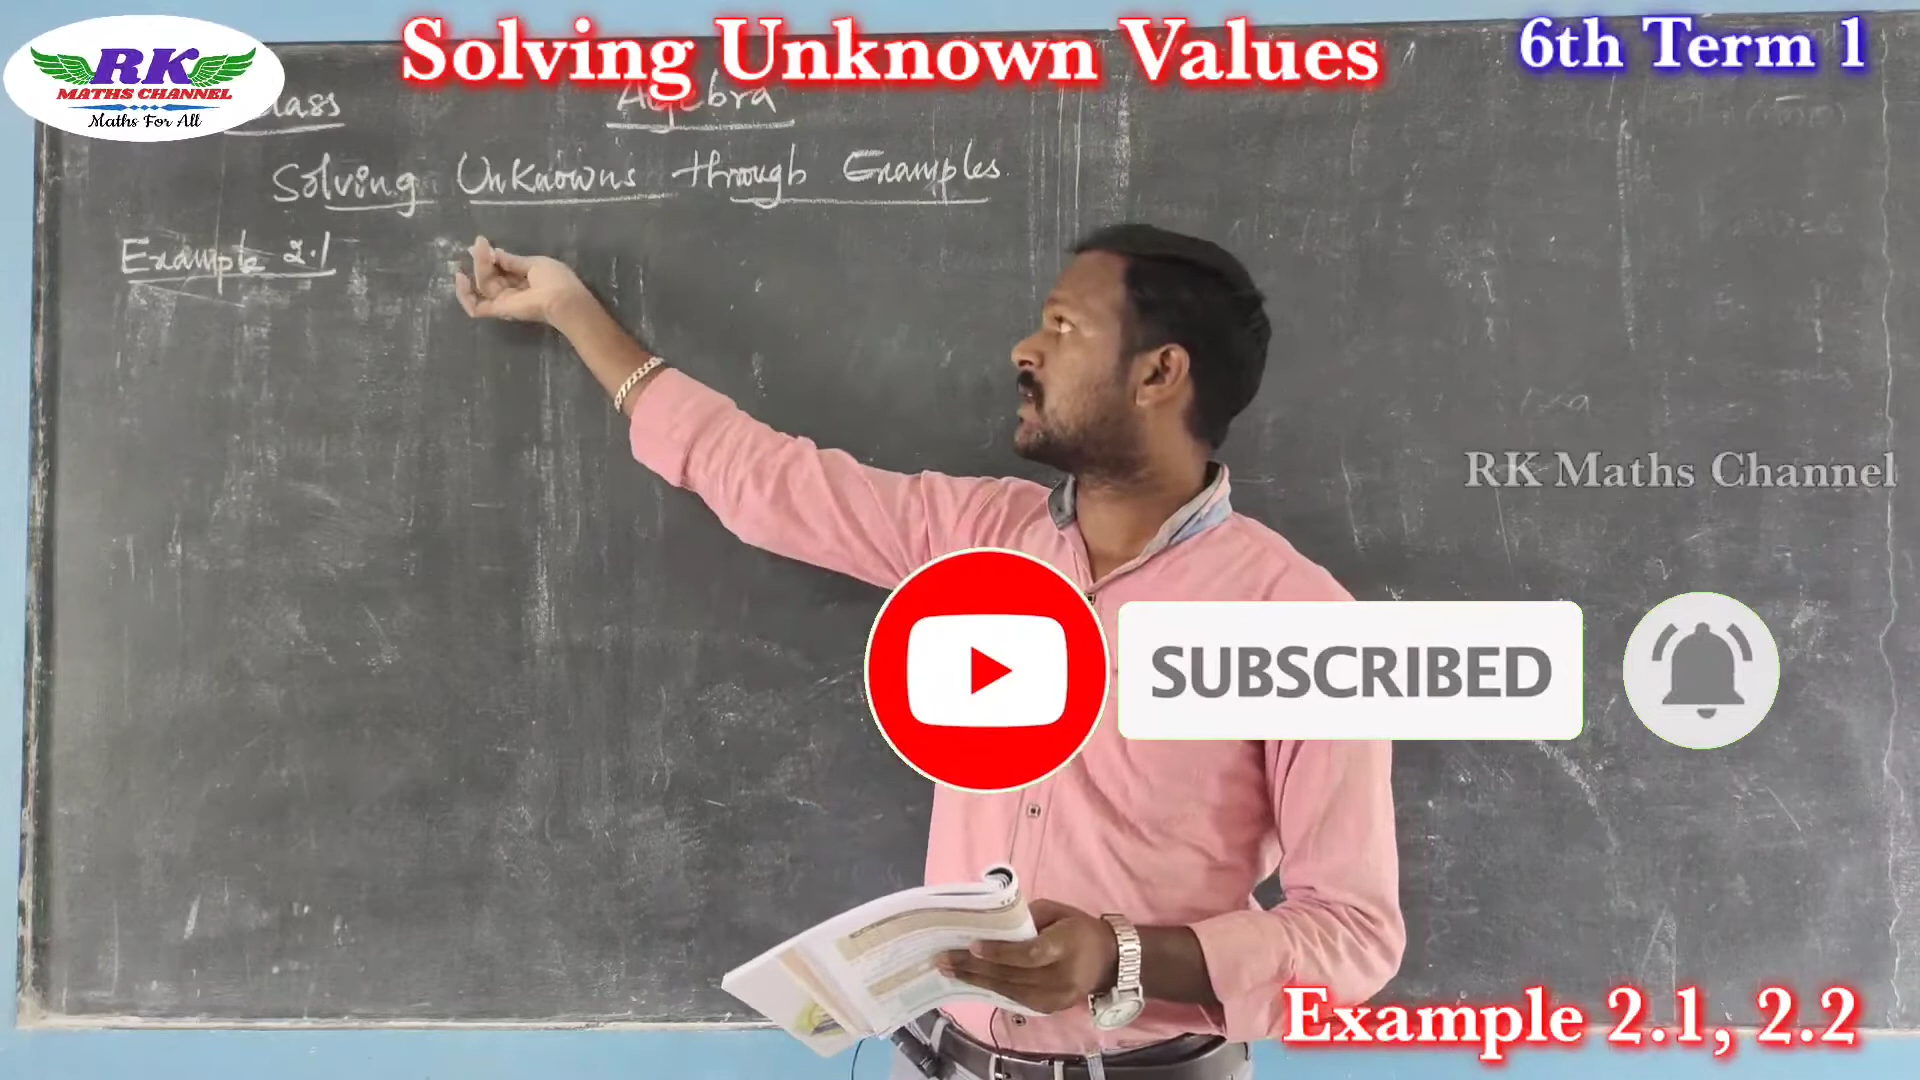 Solving Unknown Values
6th Term 1
RK
MATHS CHANNEL
Maths For All
Algebra
Solving Unknowns through Examples
Example 2.1
RK Maths Channel
SUBSCRIBED
Example 2.1, 2.2